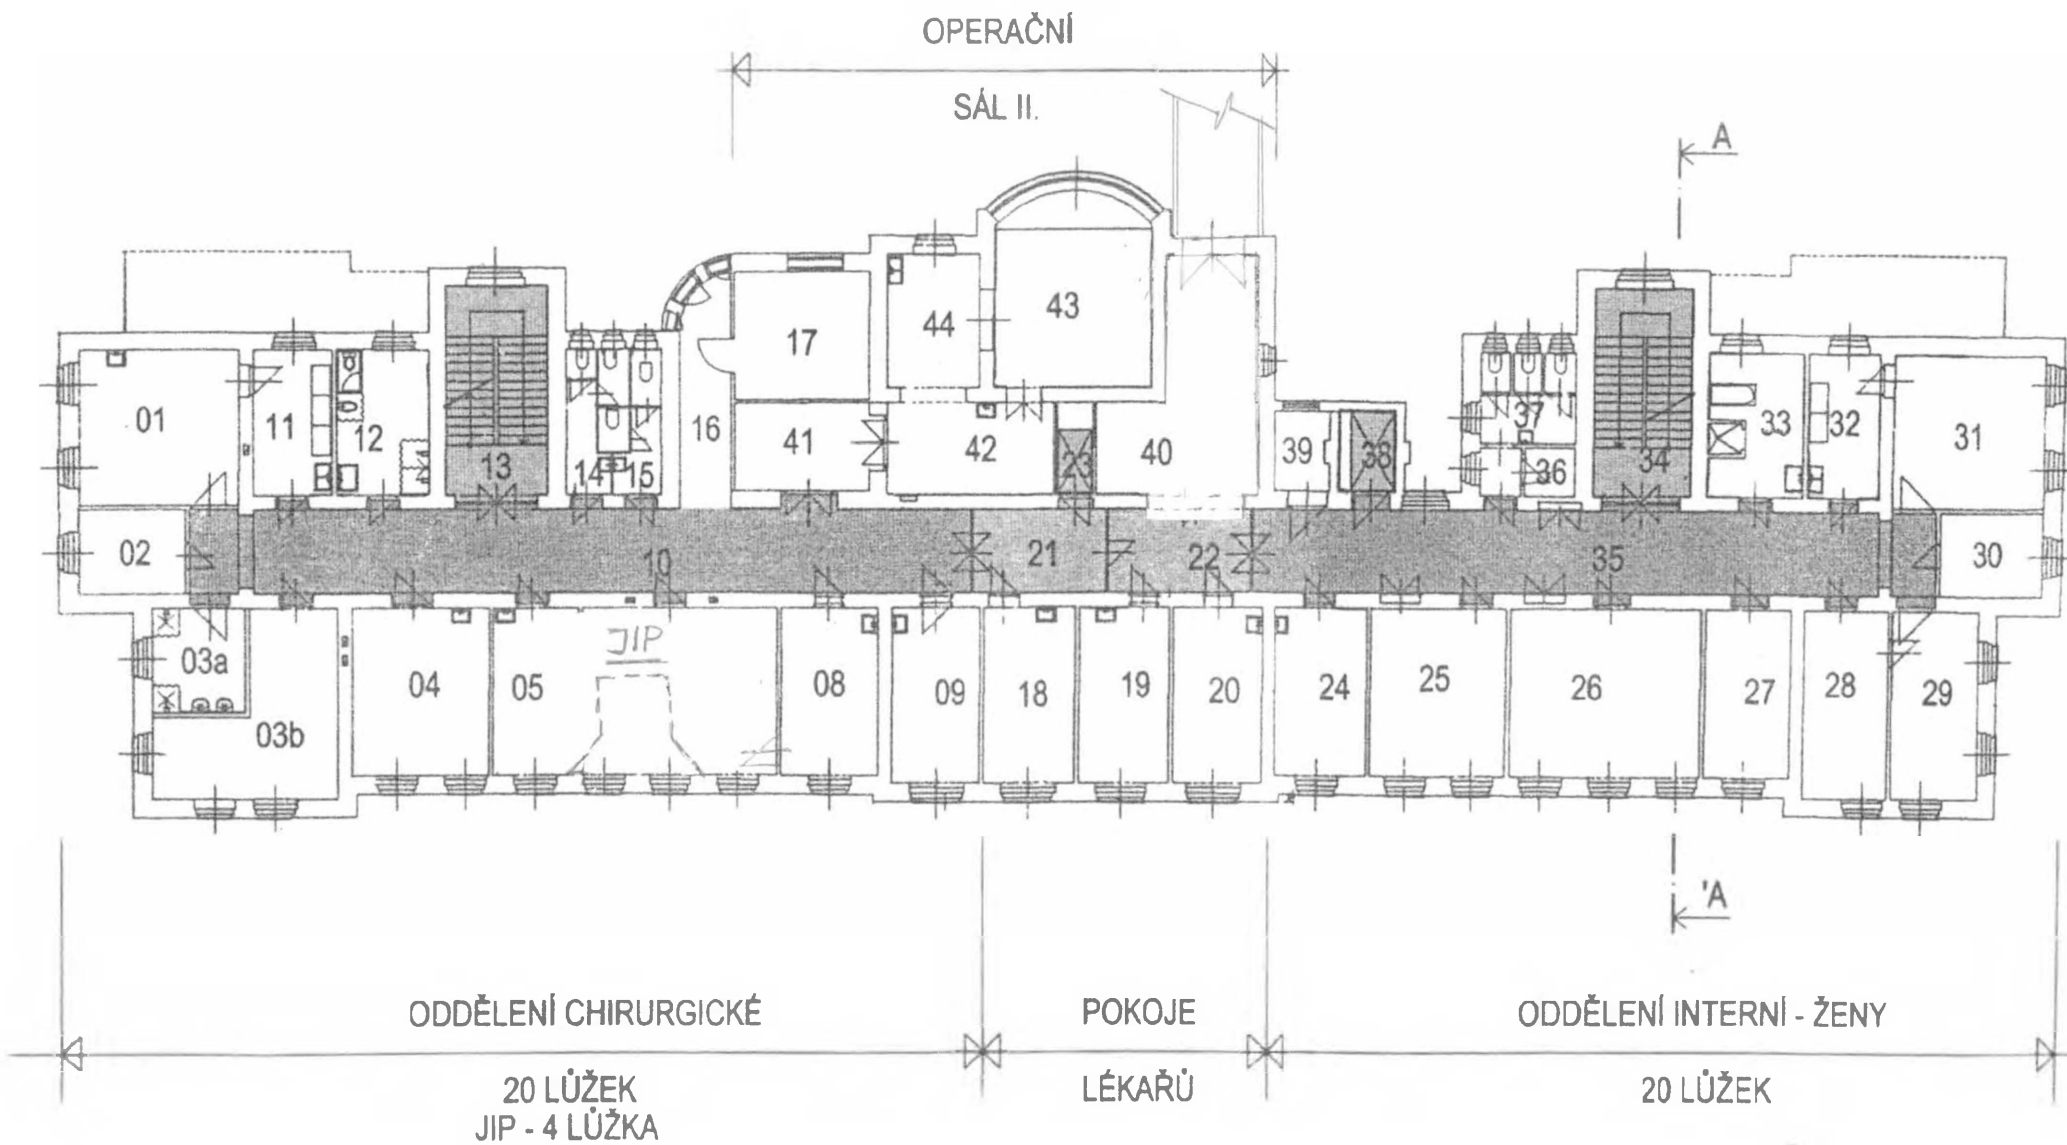 OPERAČNÍ
SÁL II.
A
43
44
17
01
11
12
13
14
15
16
41
42
23
40
39
38
37
36
34
33
32
31
02
10
21
22
35
30
03a
03b
04
05
JIP
08
09
18
19
20
24
25
26
27
28
29
'A
ODDĚLENÍ CHIRURGICKÉ
POKOJE
ODDĚLENÍ INTERNÍ - ŽENY
20 LŮŽEK
LÉKAŘŮ
20 LŮŽEK
JIP - 4 LŮŽKA